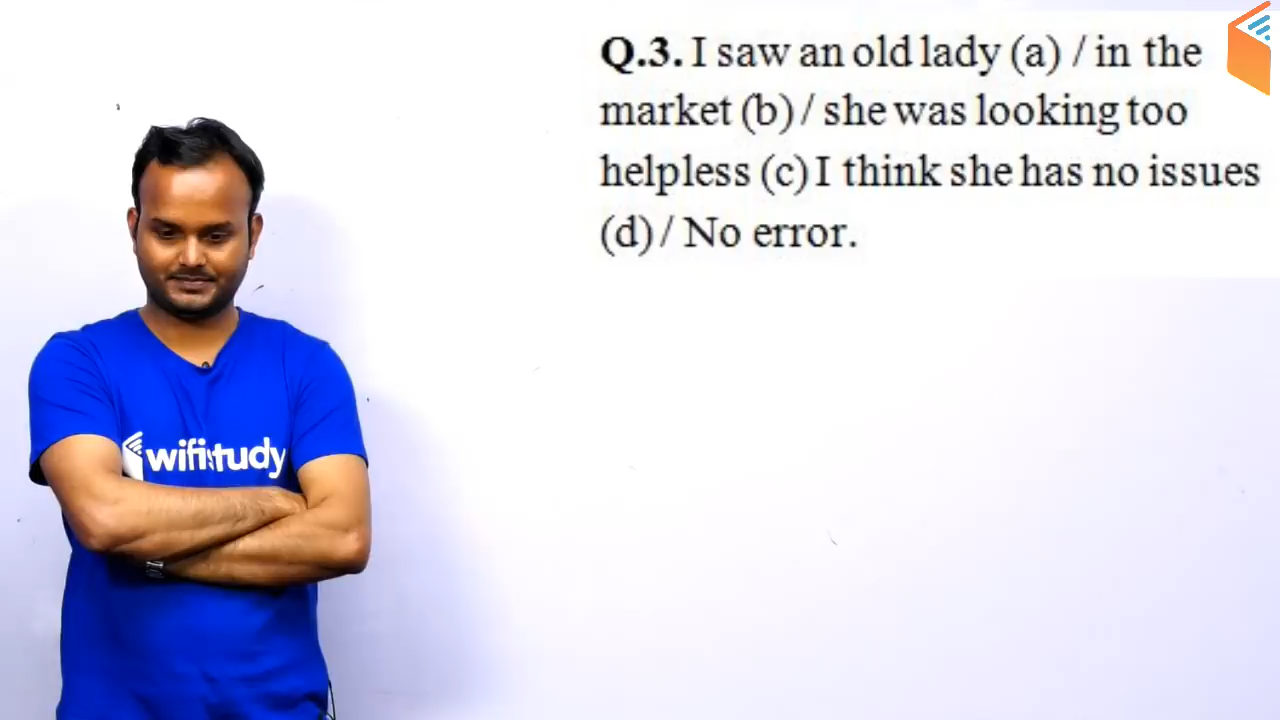 Q.3. I saw an old lady (a) / in the
market (b) / she was looking too
helpless (c) I think she has no issues
(d) / No error.
wifistudy